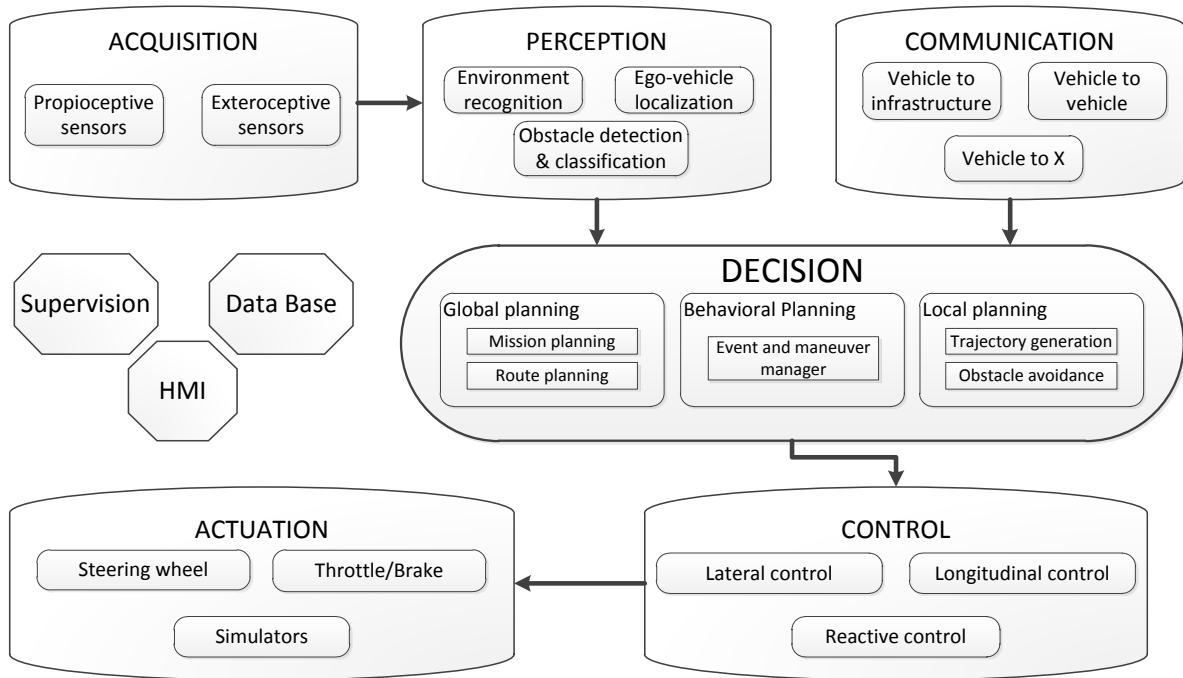 ACQUISITION
Propioceptive
sensors
Exteroceptive
sensors
PERCEPTION
Environment
recognition
Ego-vehicle
localization
Obstacle detection
& classification
COMMUNICATION
Vehicle to
infrastructure
Vehicle to
vehicle
Vehicle to X
Supervision
Data Base
HMI
DECISION
Global planning
Mission planning
Route planning
Behavioral Planning
Event and maneuver
manager
Local planning
Trajectory generation
Obstacle avoidance
ACTUATION
Steering wheel
Throttle/Brake
Simulators
CONTROL
Lateral control
Longitudinal control
Reactive control